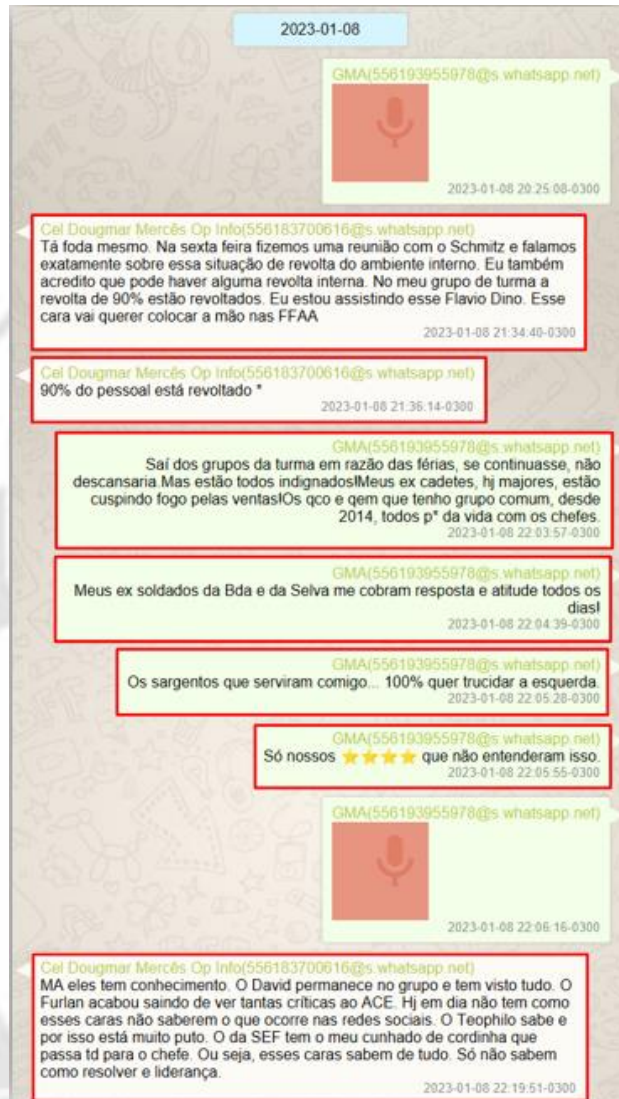 2023-01-08
GMA(556193955978@s.whatsapp.net)
2023-01-08 20:25:08-0300
Cel Dougmar Mercês Op Info(556183700616@s.whatsapp.net)
Tá foda mesmo. Na sexta feira fizemos uma reunião com o Schmitz e falamos
exatamente sobre essa situação de revolta do ambiente interno. Eu também
acredito que pode haver alguma revolta interna. No meu grupo de turma a
revolta de 90% estão revoltados. Eu estou assistindo esse Flavio Dino. Esse
cara vai querer colocar a mão nas FFAA
2023-01-08 21:34:40-0300
Cel Dougmar Mercês Op Info(556183700616@s.whatsapp.net)
90% do pessoal está revoltado *
2023-01-08 21:36:14-0300
GMA(556193955978@s.whatsapp.net)
Saí dos grupos da turma em razão das férias, se continuasse, não
descansaria.Mas estão todos indignados!Meus ex cadetes, hj majores, estão
cuspindo fogo pelas ventas!Os qco e qem que tenho grupo comum, desde
2014, todos p* da vida com os chefes.
2023-01-08 22:03:57-0300
GMA(556193955978@s.whatsapp.net)
Meus ex soldados da Bda e da Selva me cobram resposta e atitude todos os
dias!
2023-01-08 22:04:39-0300
GMA(556193955978@s.whatsapp.net)
Os sargentos que serviram comigo... 100% quer trucidar a esquerda.
2023-01-08 22:05:28-0300
GMA(556193955978@s.whatsapp.net)
Só nossos ⭐⭐⭐⭐ que não entenderam isso.
2023-01-08 22:05:55-0300
GMA(556193955978@s.whatsapp.net)
2023-01-08 22:06:16-0300
Cel Dougmar Mercês Op Info(556183700616@s.whatsapp.net)
MA eles tem conhecimento. O David permanece no grupo e tem visto tudo. O
Furlan acabou saindo de ver tantas críticas ao ACE. Hj em dia não tem como
esses caras não saberem o que ocorre nas redes sociais. O Teophilo sabe e
por isso está muito puto. O da SEF tem o meu cunhado de cordinha que
passa td para o chefe. Ou seja, esses caras sabem de tudo. Só não sabem
como resolver e liderança.
2023-01-08 22:19:51-0300